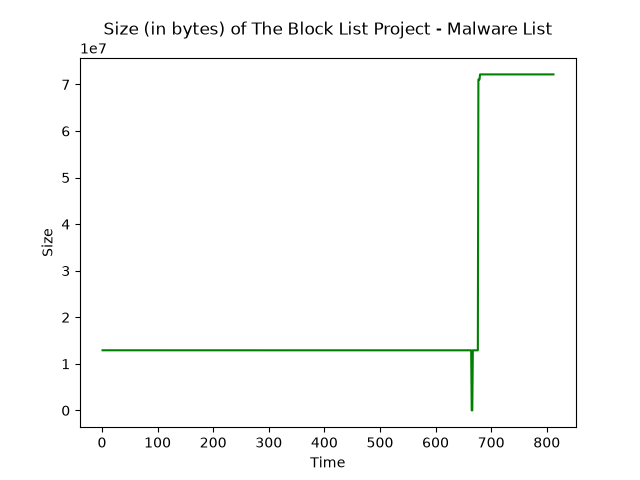 Size (in bytes) of The Block List Project - Malware List
1e7
7
6
5
4
3
2
1
0
Size
0 100 200 300 400 500 600 700 800
Time